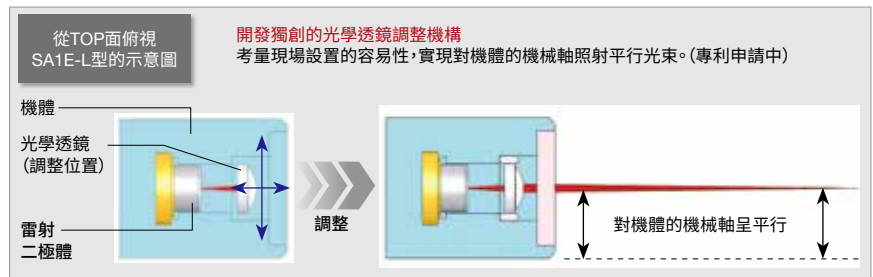 從TOP面俯視
SA1E-L型的示意圖
開發獨創的光學透鏡調整機構
考量現場設置的容易性，實現對機體的機械軸照射平行光束。（專利申請中）
機體
光學透鏡
（調整位置）
雷射
二極體
調整
對機體的機械軸呈平行